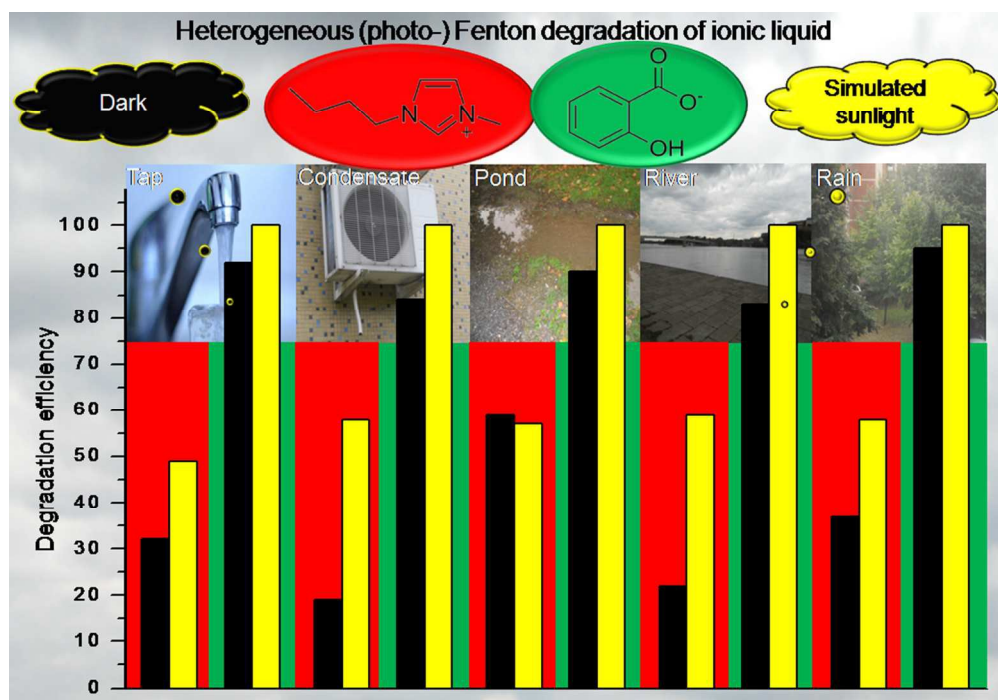 Heterogeneous (photo-) Fenton degradation of ionic liquid
Dark
N
N
+
O
O-
OH
Simulated
sunlight
Tap
Condensate
Pond
River
Rain
Degradation efficiency
100
90
80
70
60
50
40
30
20
10
0